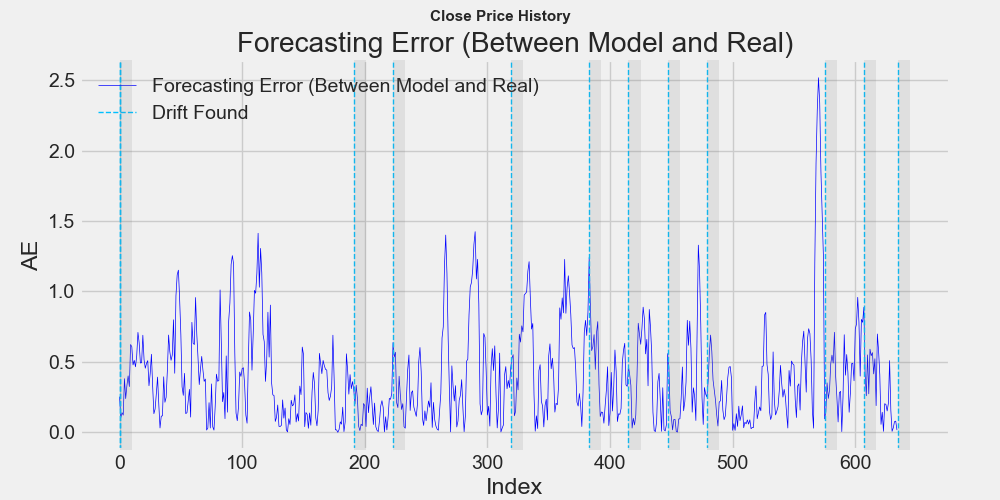 Close Price History
Forecasting Error (Between Model and Real)
Forecasting Error (Between Model and Real)
Drift Found
AE
2.5
2.0
1.5
1.0
0.5
0.0
0 100 200 300 400 500 600
Index